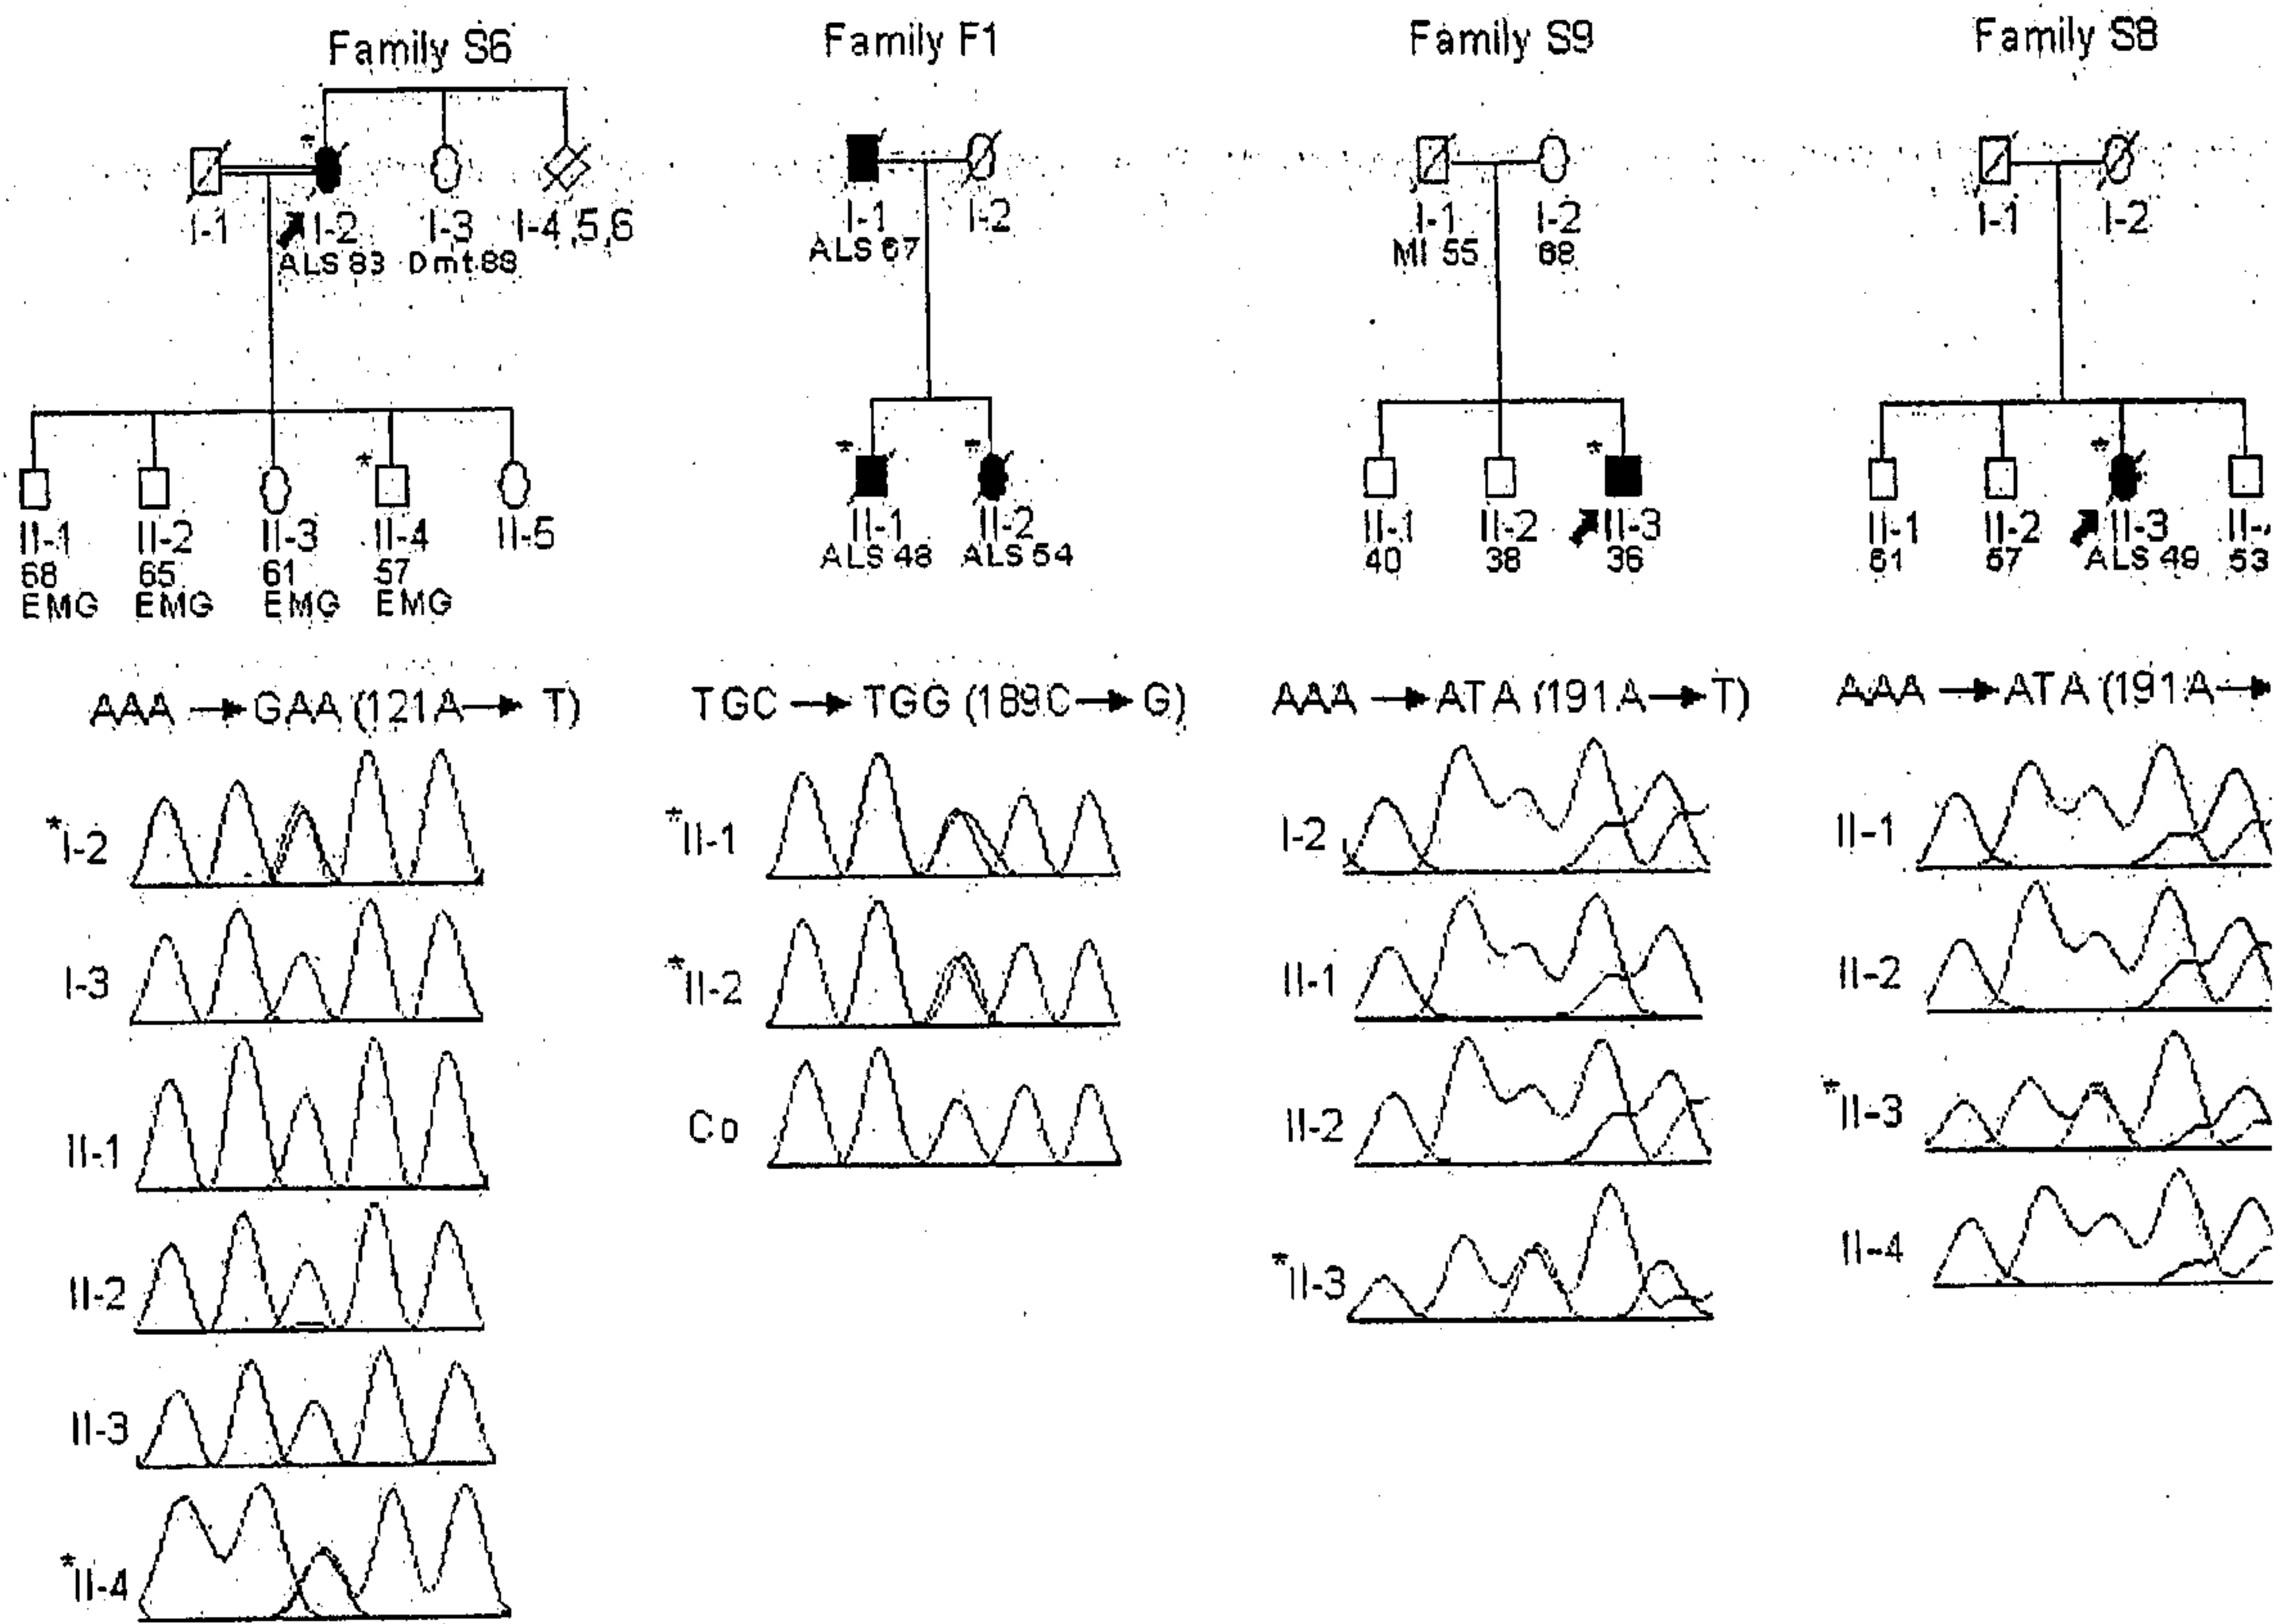 Family S6
I-1
I-2
I-3
I-4,5,6
ALS 83
Dmt 88
II-1
II-2
II-3
II-4
II-5
68
65
61
57
EMG
EMG
EMG
EMG
AAA → GAA (121A → T)
*I-2
I-3
II-1
II-2
II-3
*II-4
Family F1
I-1
I-2
ALS 67
*
*
II-1
II-2
ALS 48
ALS 54
TGC → TGG (189C → G)
*II-1
*II-2
Co
Family S9
I-1
I-2
MI 55
68
*
II-1
II-2
II-3
40
38
36
AAA → ATA (191A → T)
I-2
II-1
II-2
*II-3
Family S8
I-1
I-2
*
II-1
II-2
II-3
II-
61
57
ALS 49
53
AAA → ATA (191A →
II-1
II-2
*II-3
II-4